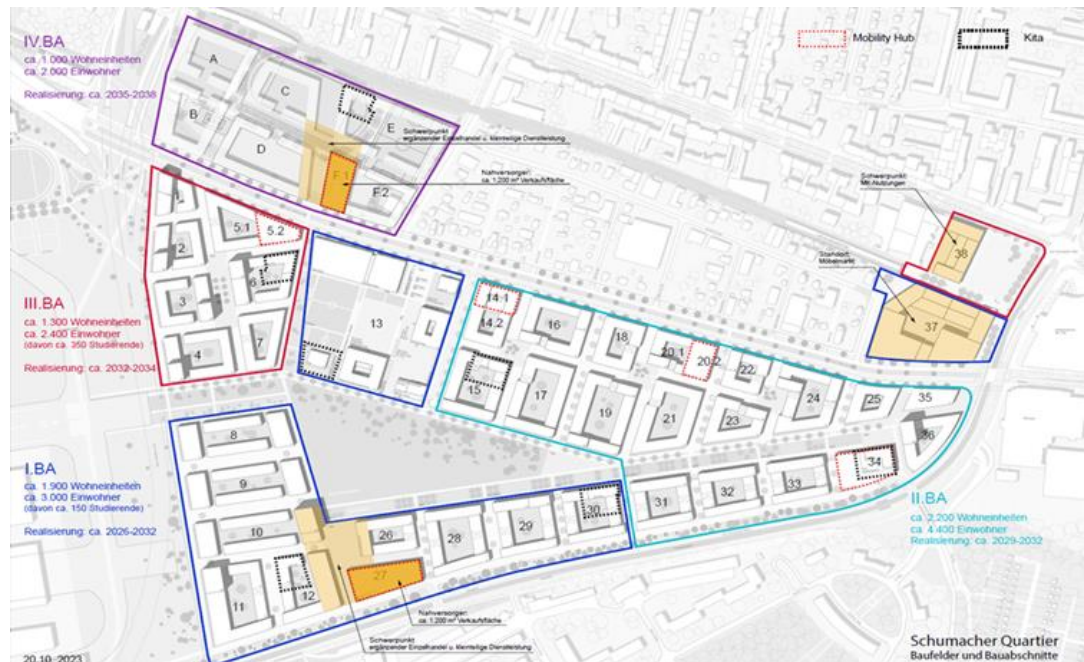 IV.BA
ca. 1.000 Wohneinheiten
ca. 2.000 Einwohner
Realisierung: ca. 2035-2038
Mobility Hub
Kita
A
B
C
D
E
F.1
F.2
Schwerpunkt
ergänzender Einzelhandel u. kleinteilige Dienstleistung
Nahversorger:
ca. 1.200 m² Verkaufsfläche
Schwerpunkt:
MI-Nutzungen
Standort
Möbelmarkt
38
37
1
2
3
4
5.1
5.2
6
7
III.BA
ca. 1.300 Wohneinheiten
ca. 2.400 Einwohner
(davon ca. 350 Studierende)
Realisierung: ca. 2032-2034
13
14.1
14.2
15
16
17
18
19
20.1
20.2
21
22
23
24
25
35
36
34
33
32
31
II.BA
ca. 2.200 Wohneinheiten
ca. 4.400 Einwohner
Realisierung: ca. 2029-2032
I.BA
ca. 1.900 Wohneinheiten
ca. 3.000 Einwohner
(davon ca. 150 Studierende)
Realisierung: ca. 2026-2032
8
9
10
11
12
26
27
28
29
30
Nahversorger:
ca. 1.200 m² Verkaufsfläche
Schwerpunkt
ergänzender Einzelhandel u. kleinteilige Dienstleistung
20.10.2023
Schumacher Quartier
Baufelder und Bauabschnitte